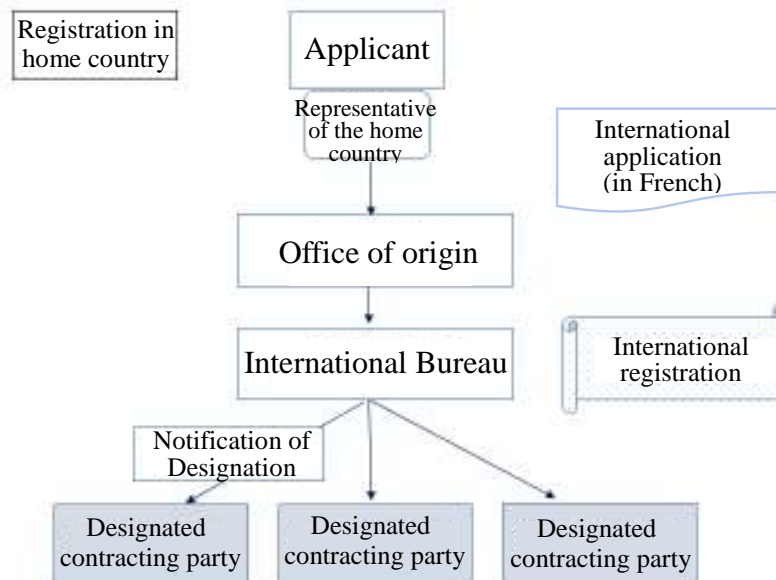 Registration in
home country
Applicant
Representative
of the home
country
International
application
(in French)
Office of origin
International Bureau
International
registration
Notification of
Designation
Designated
contracting party
Designated
contracting party
Designated
contracting party